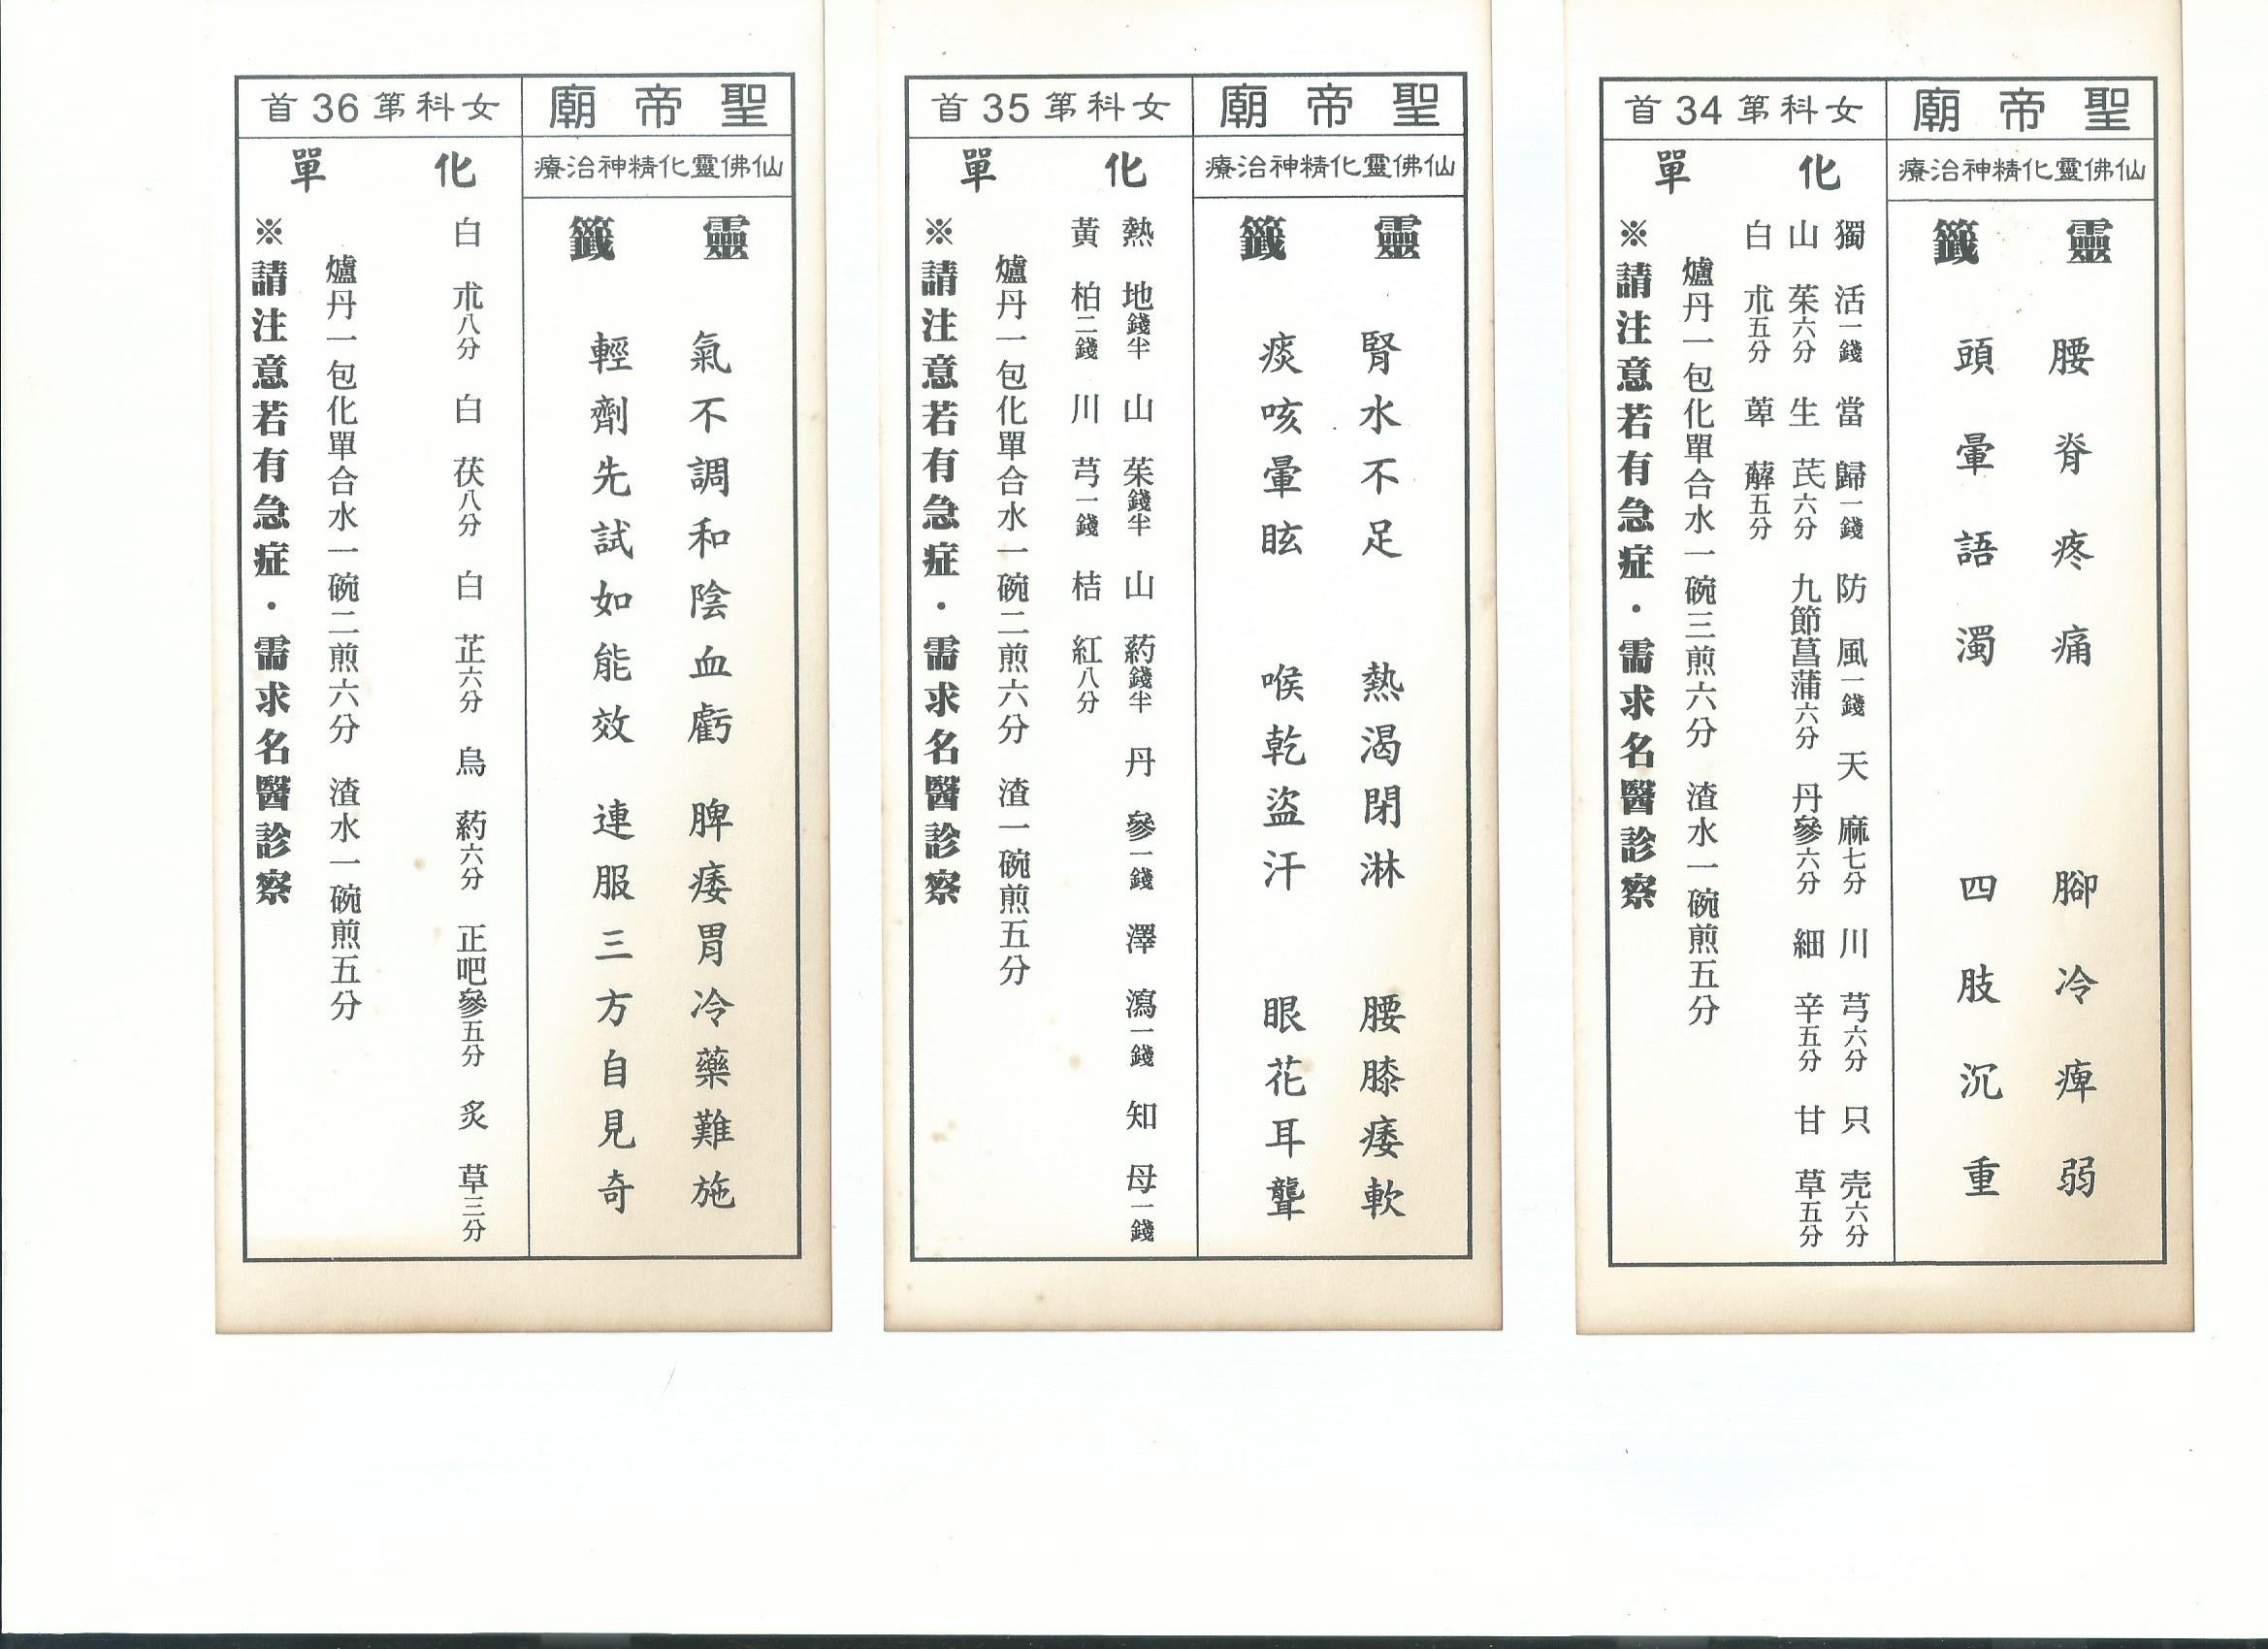 聖帝廟
女科第34首
仙佛靈化精神治療
靈籤
腰脊疼痛 腳冷痺弱
頭暈語濁 四肢沉重
化單
獨活一錢 當歸一錢 防風一錢 天麻七分 川芎六分 只壳六分
山茱六分 生芪六分 九節菖蒲六分 丹參六分 細辛五分 甘草五分
白朮五分 萆薢五分
爐丹一包化單合水一碗三煎六分 渣水一碗煎五分
※請注意若有急症・需求名醫診察
聖帝廟
女科第35首
仙佛靈化精神治療
靈籤
腎水不足 熱渴閉淋 腰膝痿軟
痰咳暈眩 喉乾盜汗 眼花耳聾
化單
熱地錢半 山茱錢半 山葯錢半 丹參一錢 澤瀉一錢 知母一錢
黃柏二錢 川芎一錢 桔紅八分
爐丹一包化單合水一碗二煎六分 渣一碗煎五分
※請注意若有急症・需求名醫診察
聖帝廟
女科第36首
仙佛靈化精神治療
靈籤
氣不調和陰血虧 脾痿胃冷藥難施
輕劑先試如能效 連服三方自見奇
化單
白朮八分 白茯八分 白芷六分 烏葯六分 正吧參五分 炙草三分
爐丹一包化單合水一碗二煎六分 渣水一碗煎五分
※請注意若有急症・需求名醫診察